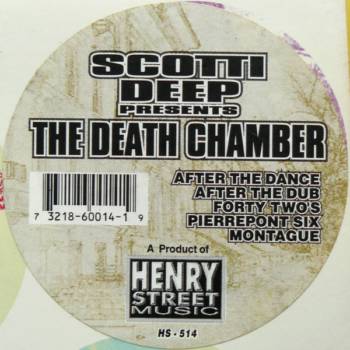 SCOTTI
DEEP
PRESENTS
THE DEATH CHAMBER
AFTER THE DANCE
AFTER THE DUB
FORTY TWO'S
PIERREPONT SIX
MONTAGUE
7 3218-60014-1 9
A Product of
HENRY
STREET
MUSIC
HS - 514